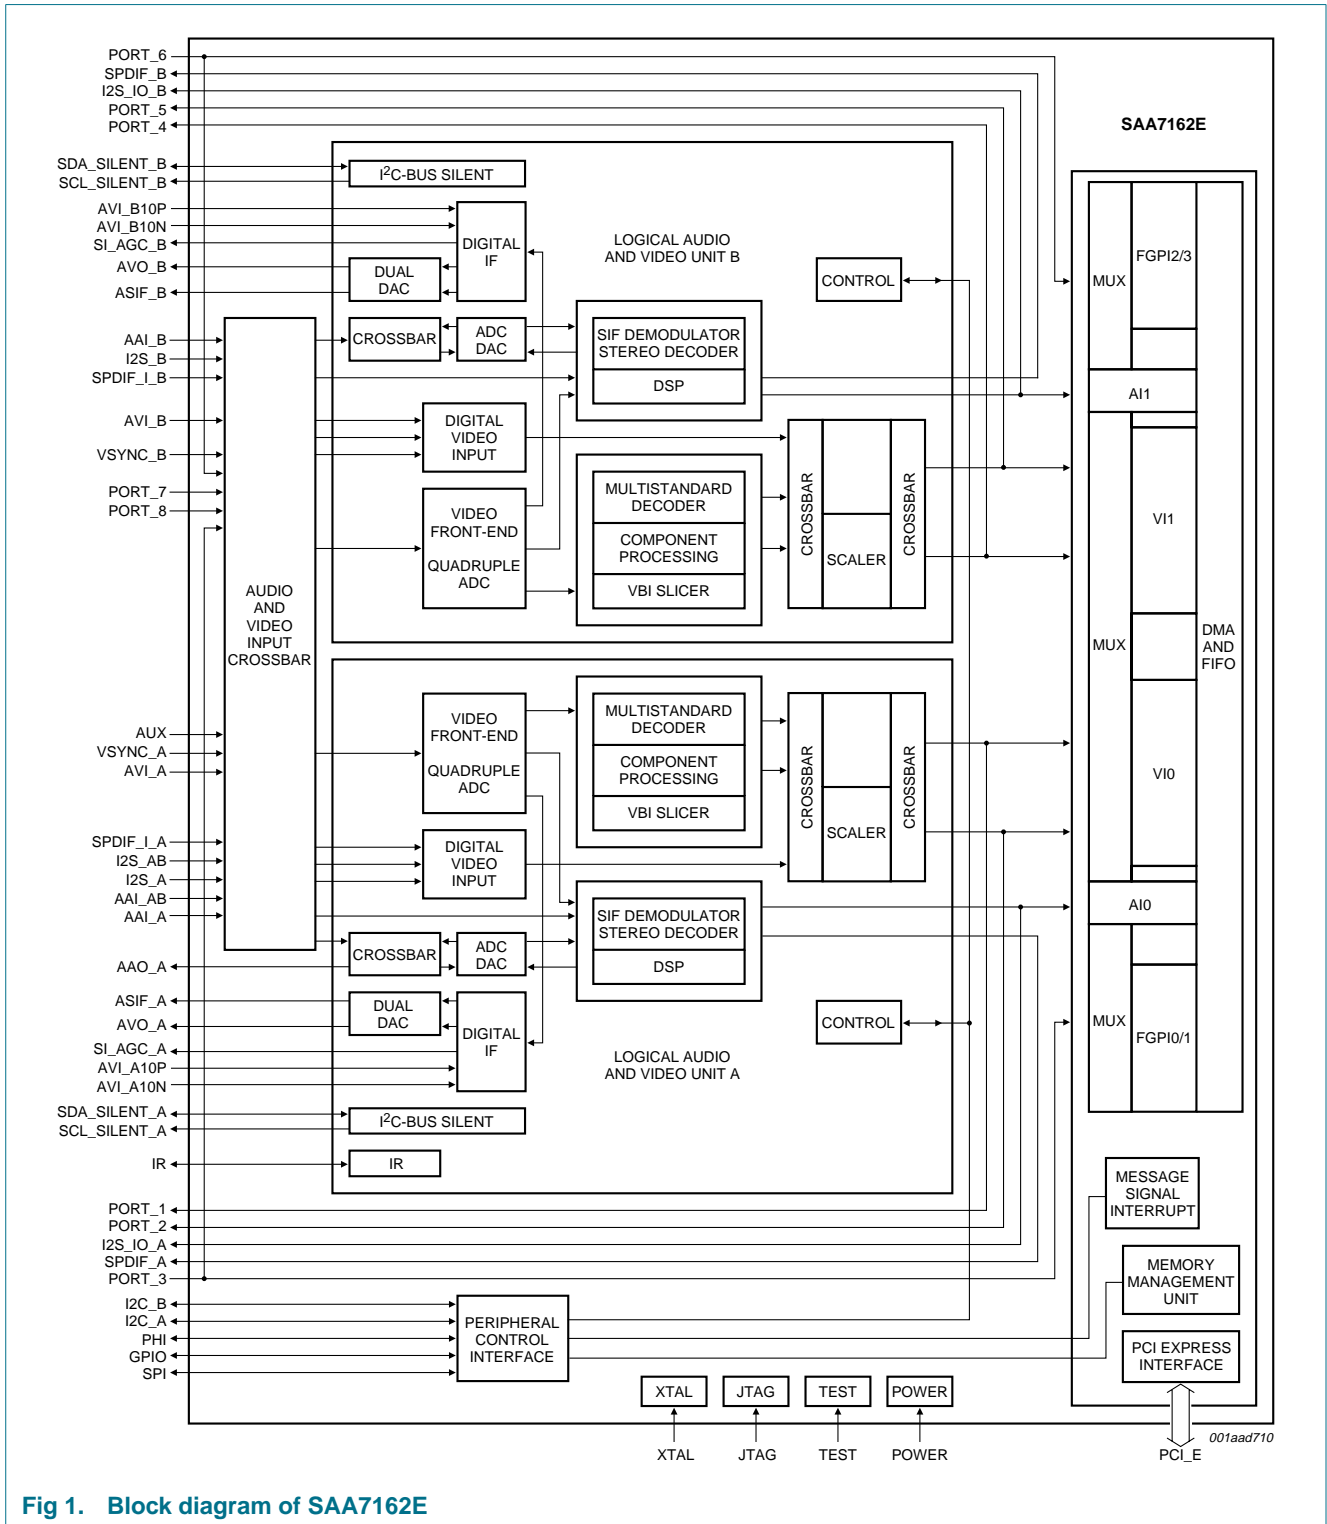 PORT_6
SPDIF_B
I2S_IO_B
PORT_5
PORT_4
SAA7162E
SDA_SILENT_B
SCL_SILENT_B
I2C-BUS SILENT
AVI_B10P
AVI_B10N
SI_AGC_B
AVO_B
ASIF_B
DIGITAL
IF
DUAL
DAC
LOGICAL AUDIO
AND VIDEO UNIT B
CONTROL
MUX
FGPI2/3
AAI_B
I2S_B
SPDIF_I_B
CROSSBAR
ADC
DAC
SIF DEMODULATOR
STEREO DECODER
DSP
AI1
AVI_B
VSYNC_B
PORT_7
PORT_8
DIGITAL
VIDEO
INPUT
VIDEO
FRONT-END
QUADRUPLE
ADC
MULTISTANDARD
DECODER
COMPONENT
PROCESSING
VBI SLICER
CROSSBAR
SCALER
CROSSBAR
VI1
AUDIO
AND
VIDEO
INPUT
CROSSBAR
MUX
DMA
AND
FIFO
AUX
VSYNC_A
AVI_A
VIDEO
FRONT-END
QUADRUPLE
ADC
MULTISTANDARD
DECODER
COMPONENT
PROCESSING
VBI SLICER
CROSSBAR
SCALER
CROSSBAR
VI0
SPDIF_I_A
I2S_AB
I2S_A
AAI_AB
AAI_A
DIGITAL
VIDEO
INPUT
SIF DEMODULATOR
STEREO DECODER
DSP
AI0
AAO_A
CROSSBAR
ADC
DAC
ASIF_A
AVO_A
SI_AGC_A
AVI_A10P
AVI_A10N
DUAL
DAC
DIGITAL
IF
LOGICAL AUDIO
AND VIDEO UNIT A
CONTROL
MUX
FGPI0/1
SDA_SILENT_A
SCL_SILENT_A
I2C-BUS SILENT
IR
IR
MESSAGE
SIGNAL
INTERRUPT
PORT_1
PORT_2
I2S_IO_A
SPDIF_A
PORT_3
MEMORY
MANAGEMENT
UNIT
I2C_B
I2C_A
PHI
GPIO
SPI
PERIPHERAL
CONTROL
INTERFACE
PCI EXPRESS
INTERFACE
XTAL
JTAG
TEST
POWER
XTAL
JTAG
TEST
POWER
PCI_E
001aad710
Fig 1. Block diagram of SAA7162E